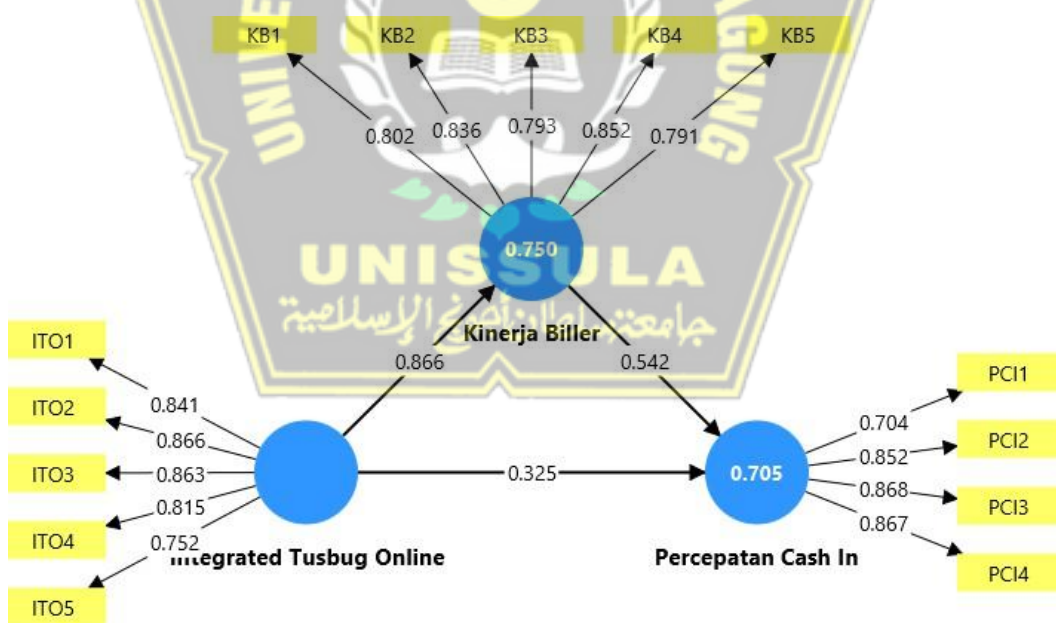 UNIVE
AGUNG
KB1
KB2
KB3
KB4
KB5
0.802
0.836
0.793
0.852
0.791
0.750
UNISSULA
جامعة الإسلامية
Kinerja Biller
0.866
0.542
ITO1
ITO2
ITO3
ITO4
ITO5
0.841
0.866
0.863
0.815
0.752
Integrated Tusbug Online
0.325
0.705
Percepatan Cash In
0.704
0.852
0.868
0.867
PCI1
PCI2
PCI3
PCI4